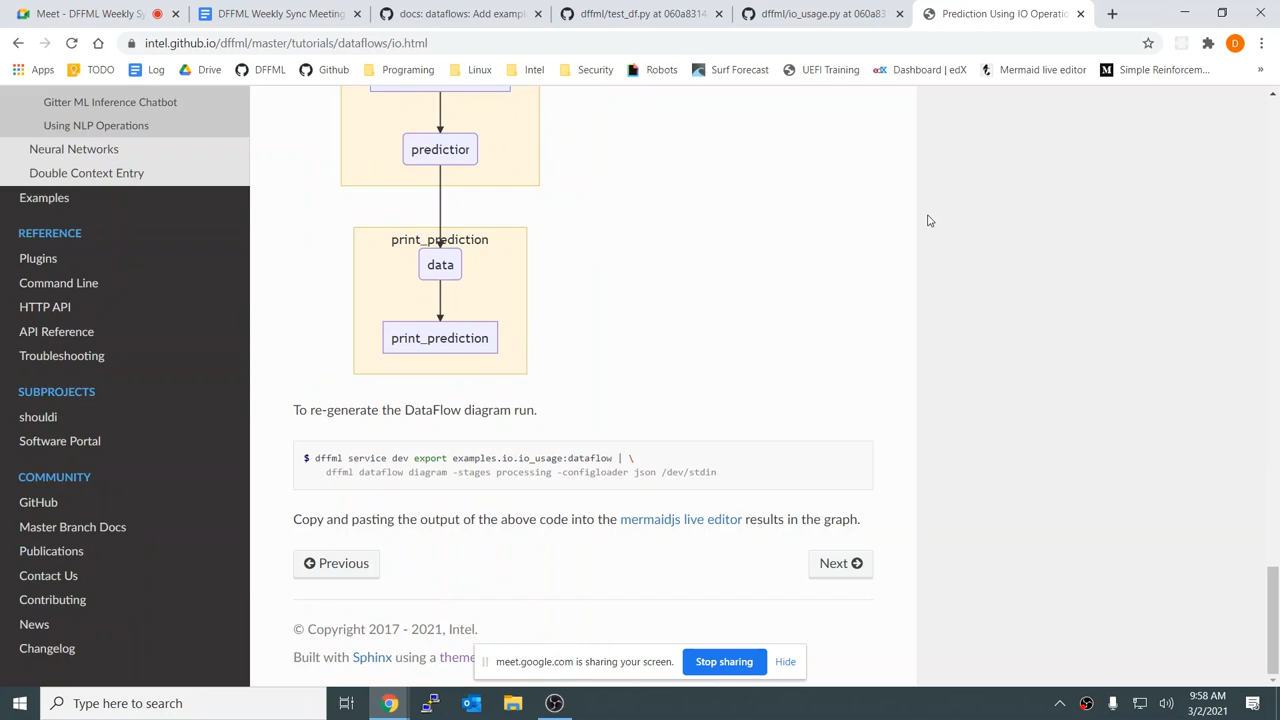 Meet - DFFML Weekly Sy
DFFML Weekly Sync Meeting
docs: dataflows: Add exampl
dffml/test_df.py at 060a8314
dffml/io_usage.py at 060a83
Prediction Using IO Operatio
intel.github.io/dffml/master/tutorials/dataflows/io.html
D
Apps
TODO
Log
Drive
DFFML
Github
Programing
Linux
Intel
Security
Robots
Surf Forecast
UEFI Training
Dashboard | edX
Mermaid live editor
Simple Reinforcem...
»
Gitter ML Inference Chatbot
Using NLP Operations
Neural Networks
Double Context Entry
Examples
REFERENCE
Plugins
Command Line
HTTP API
API Reference
Troubleshooting
SUBPROJECTS
shouldi
Software Portal
COMMUNITY
GitHub
Master Branch Docs
Publications
Contact Us
Contributing
News
Changelog
prediction
print_prediction
data
print_prediction
To re-generate the DataFlow diagram run.
$ dffml service dev export examples.io.io_usage:dataflow | \
dffml dataflow diagram -stages processing -configloader json /dev/stdin
Copy and pasting the output of the above code into the mermaidjs live editor results in the graph.
Previous
Next
© Copyright 2017 - 2021, Intel.
Built with Sphinx using a theme
meet.google.com is sharing your screen.
Stop sharing
Hide
Type here to search
9:58 AM
3/2/2021